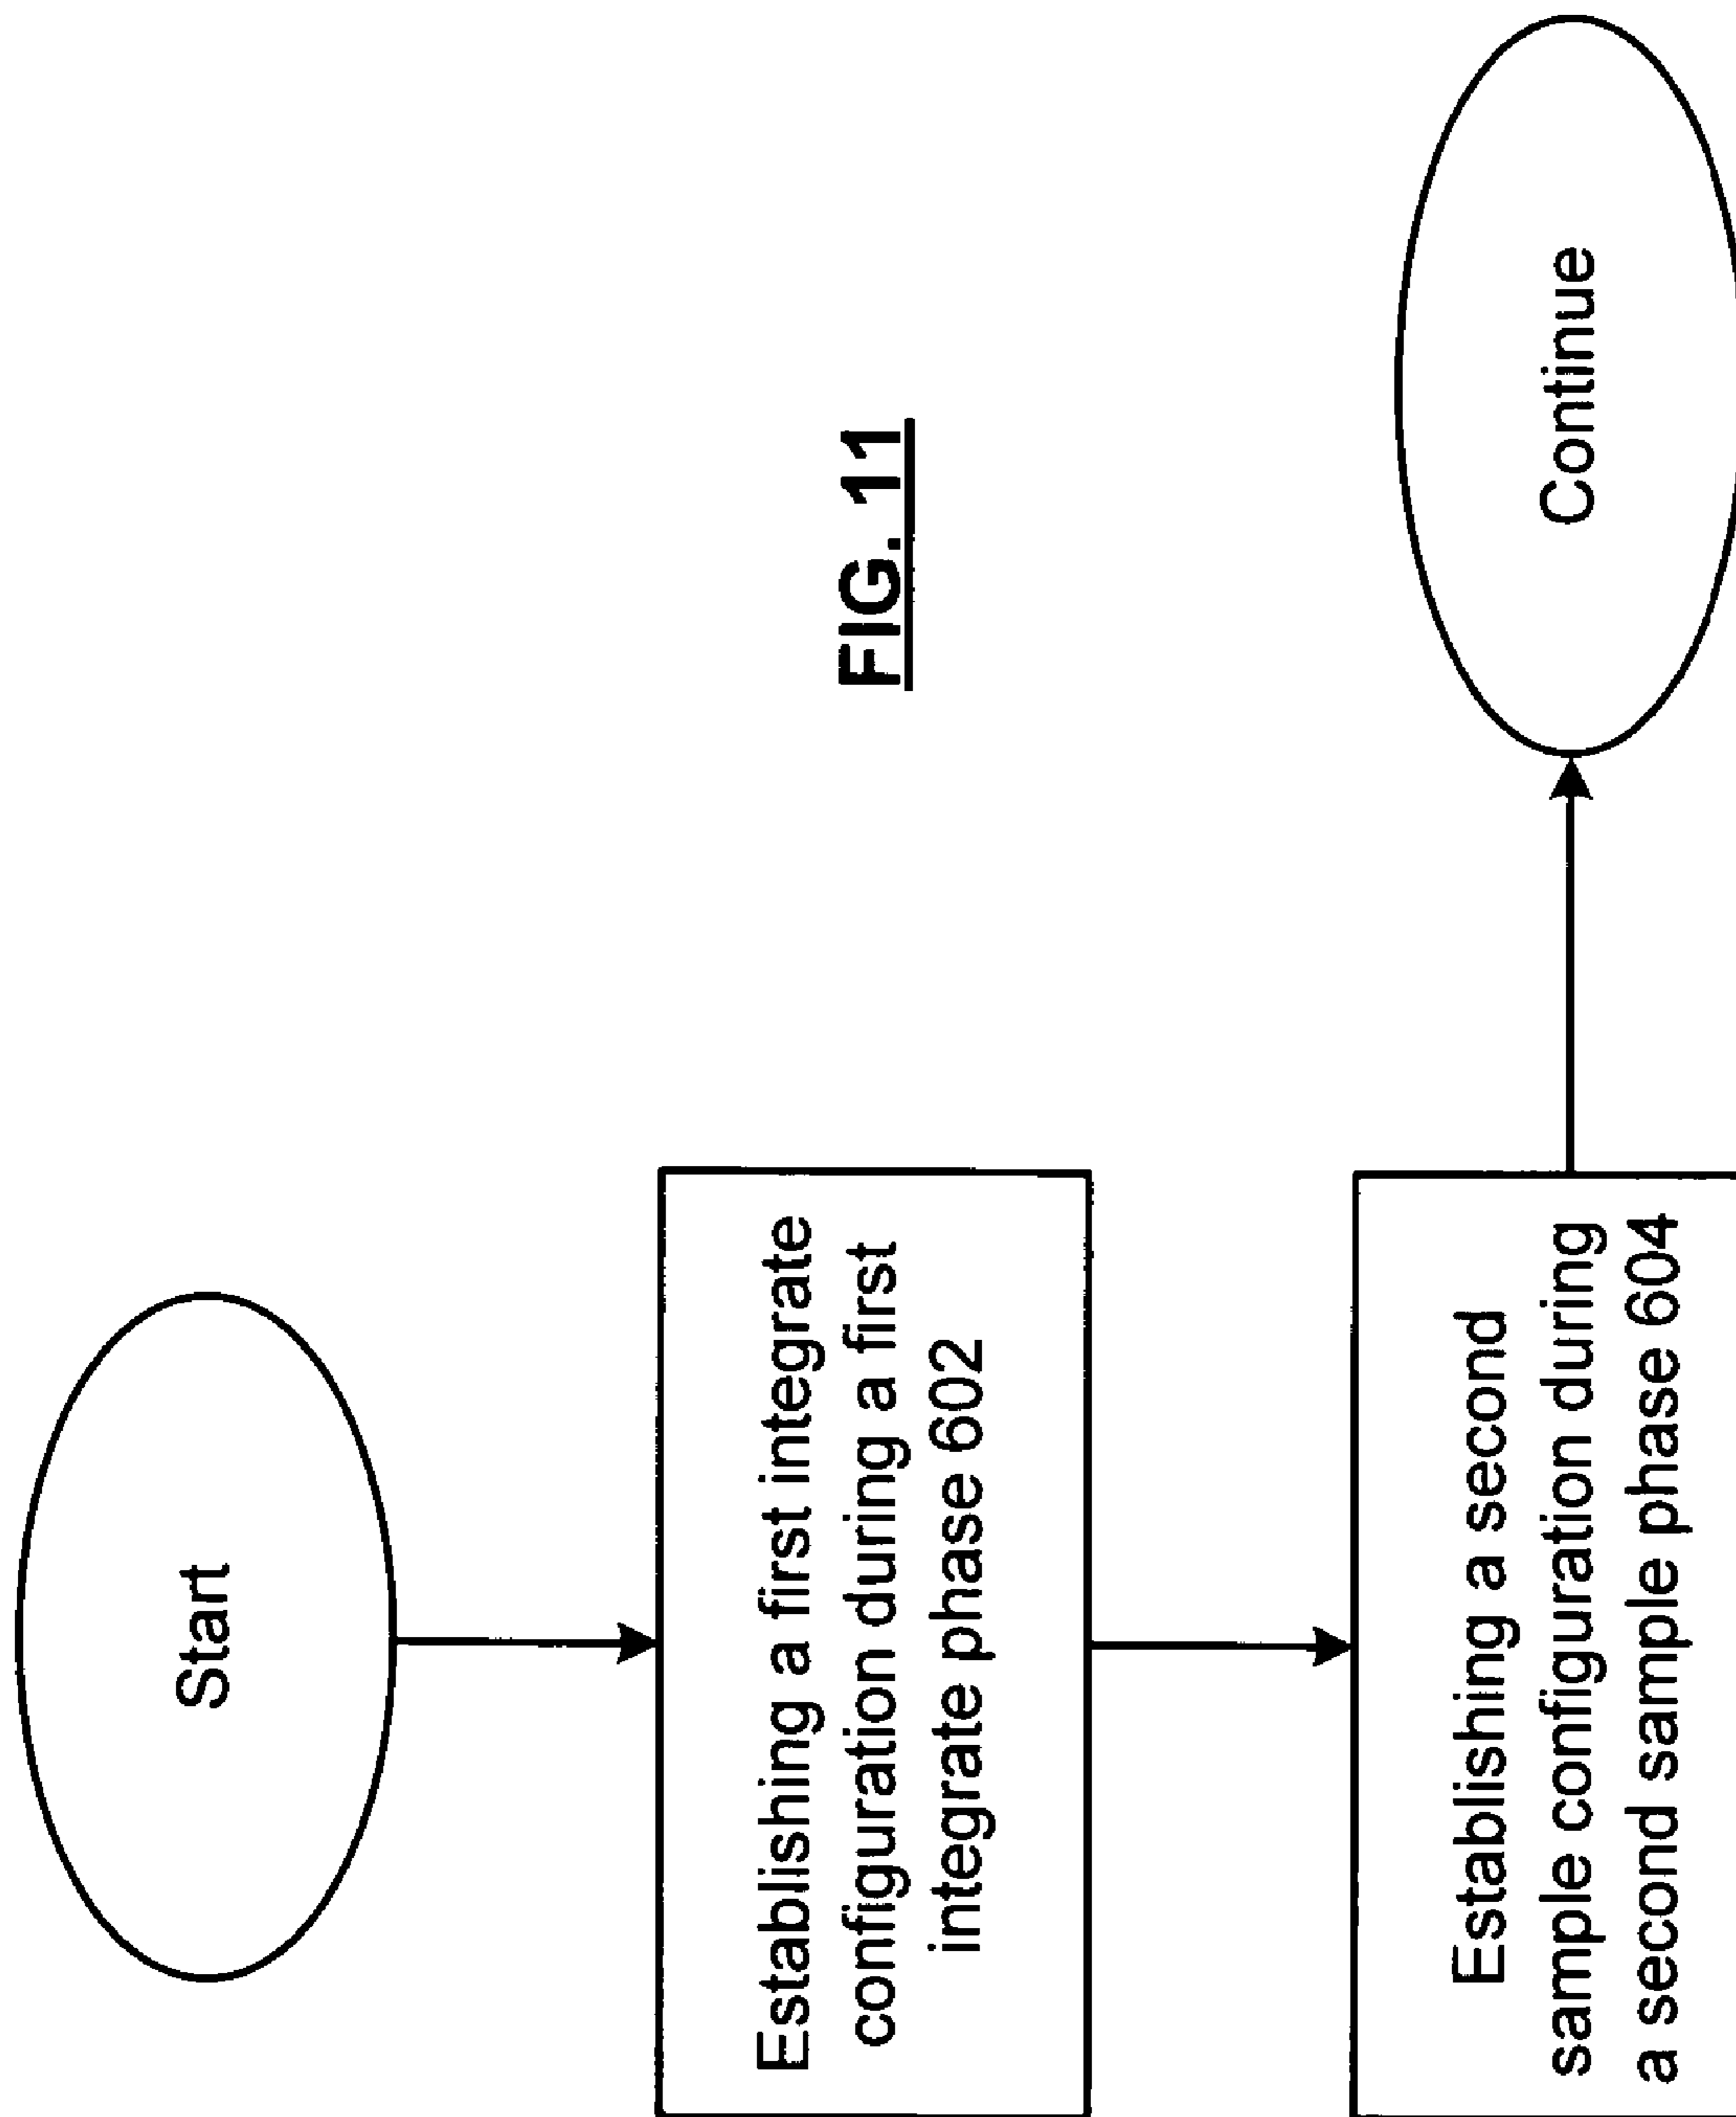 Start
Establishing a first integrate
configuration during a first
integrate phase 602
Establishing a second
sample configuration during
a second sample phase 604
Continue
FIG. 11